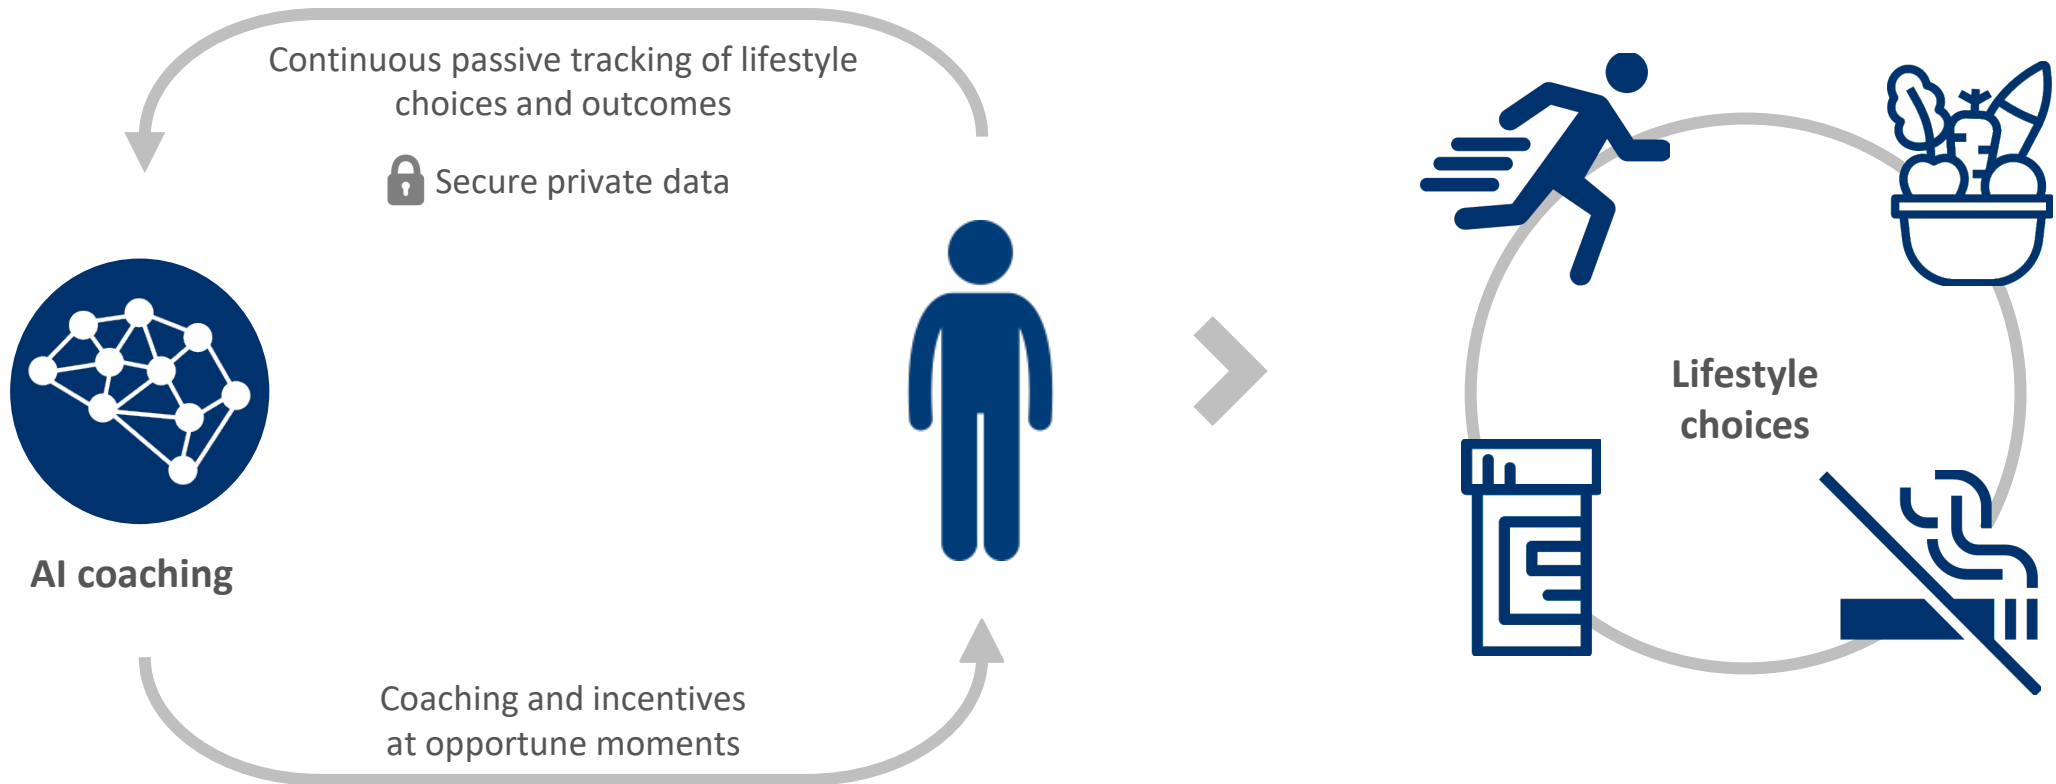 Continuous passive tracking of lifestyle
choices and outcomes
Secure private data
AI coaching
Coaching and incentives
at opportune moments
Lifestyle
choices